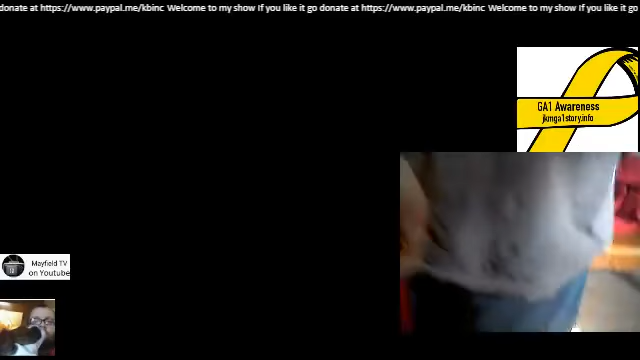 donate at https://www.paypal.me/kbinc Welcome to my show If you like it go donate at https://www.paypal.me/kbinc Welcome to my show If you like it go
GA1 Awareness
jkmga1story.info
Mayfield TV
on Youtube